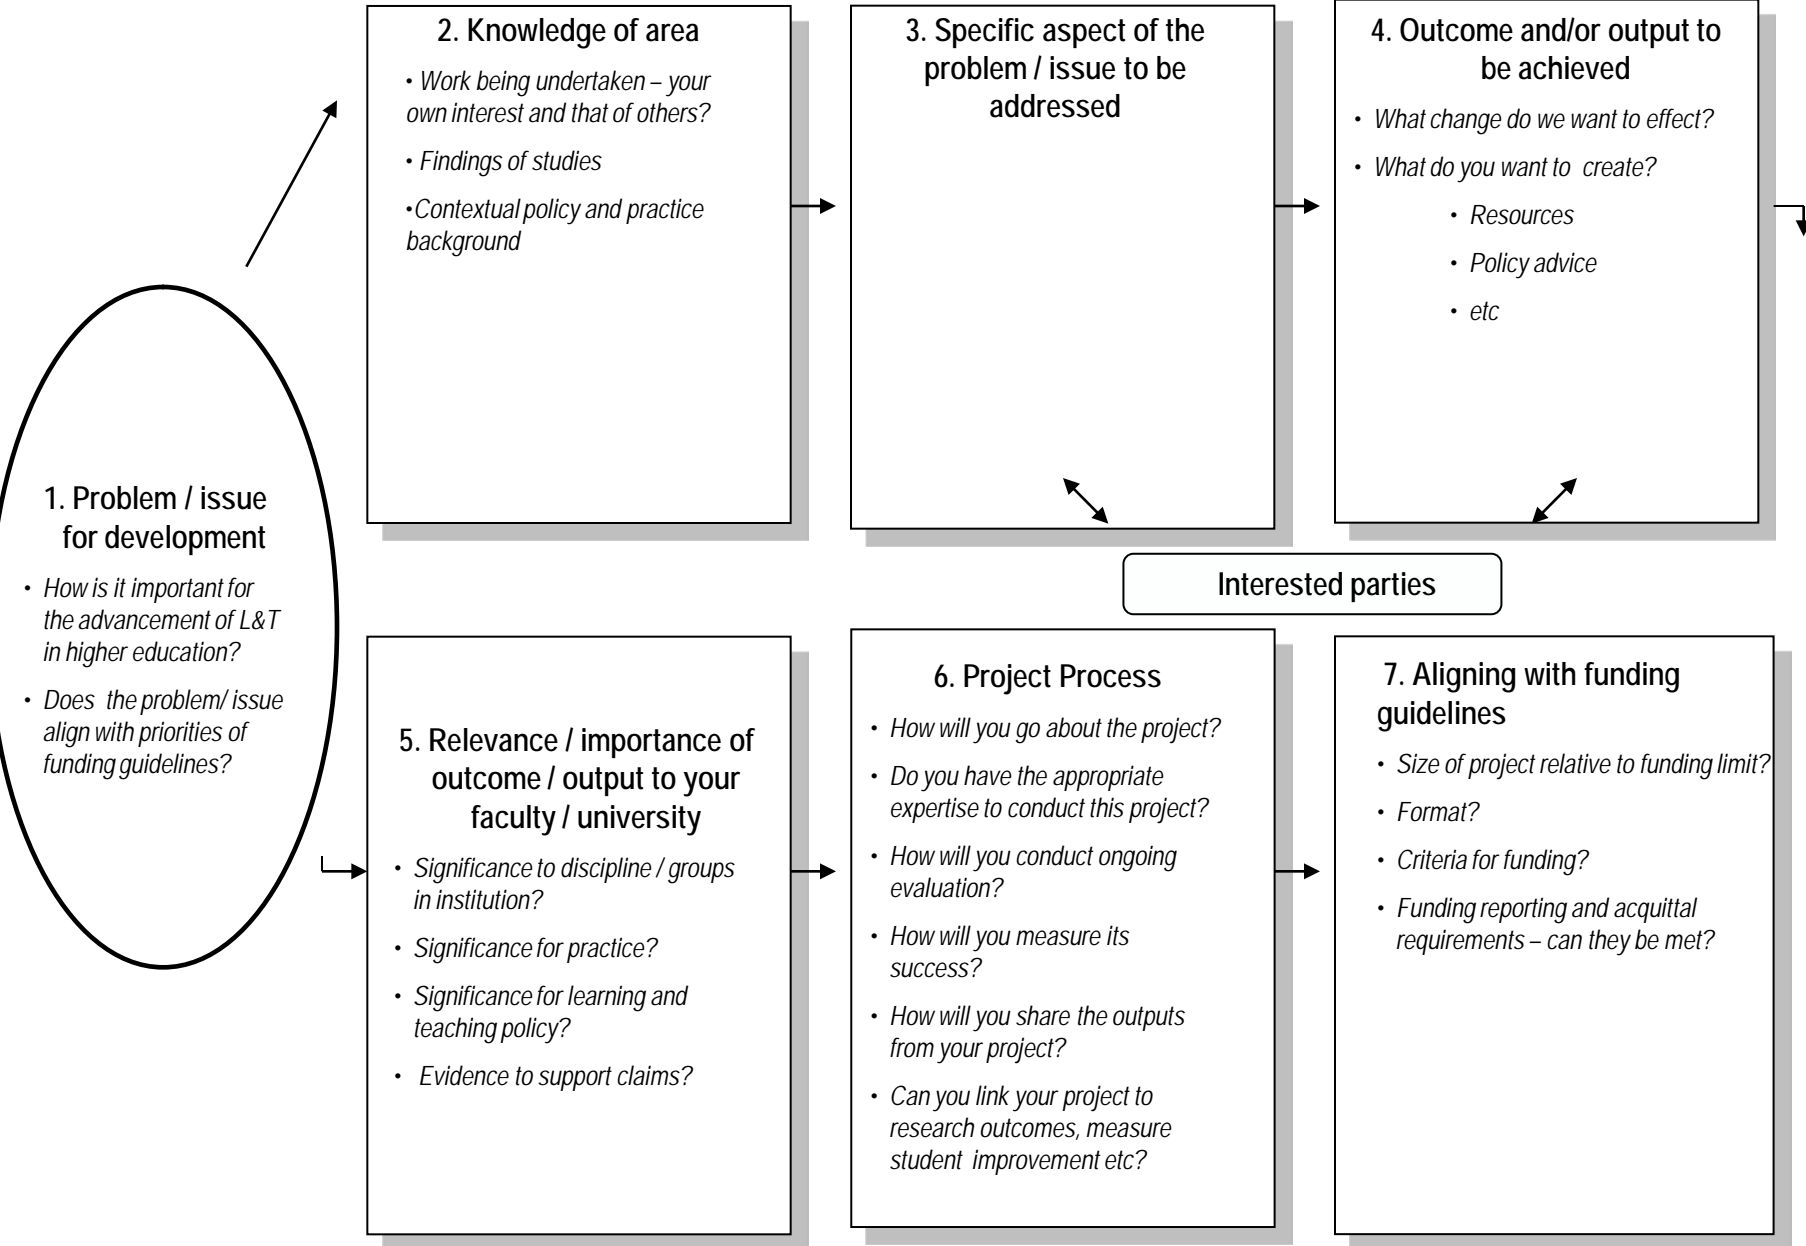 1. Problem / issue
for development
• How is it important for
the advancement of L&T
in higher education?
• Does the problem/ issue
align with priorities of
funding guidelines?
2. Knowledge of area
• Work being undertaken – your
own interest and that of others?
• Findings of studies
•Contextual policy and practice
background
3. Specific aspect of the
problem / issue to be
addressed
4. Outcome and/or output to
be achieved
• What change do we want to effect?
• What do you want to create?
• Resources
• Policy advice
• etc
Interested parties
5. Relevance / importance of
outcome / output to your
faculty / university
• Significance to discipline / groups
in institution?
• Significance for practice?
• Significance for learning and
teaching policy?
• Evidence to support claims?
6. Project Process
• How will you go about the project?
• Do you have the appropriate
expertise to conduct this project?
• How will you conduct ongoing
evaluation?
• How will you measure its
success?
• How will you share the outputs
from your project?
• Can you link your project to
research outcomes, measure
student improvement etc?
7. Aligning with funding
guidelines
• Size of project relative to funding limit?
• Format?
• Criteria for funding?
• Funding reporting and acquittal
requirements – can they be met?